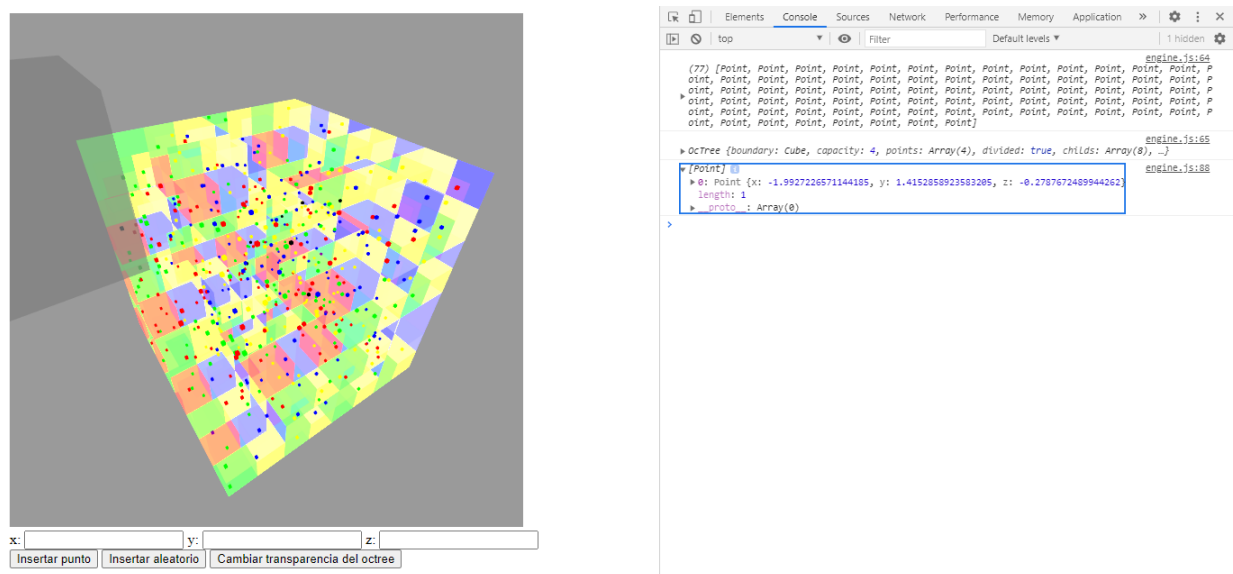 Elements Console Sources Network Performance Memory Application »
top Filter Default levels ▼ 1 hidden
engine.js:64
(77) [Point, Point, Point, Point, Point, Point, Point, Point, Point, Point, Point, Point, Point, P
oint, Point, Point, Point, Point, Point, Point, Point, Point, Point, Point, Point, Point, P
oint, Point, Point, Point, Point, Point, Point, Point, Point, Point, Point, Point, Point, P
oint, Point, Point, Point, Point, Point, Point, Point, Point, Point, Point, Point, Point, P
oint, Point, Point, Point, Point, Point, Point, Point, Point, Point, Point, Point, Point, P
oint, Point, Point, Point, Point, Point, Point, Point]
engine.js:65
OcTree {boundary: Cube, capacity: 4, points: Array(4), divided: true, childs: Array(8), …}
[Point] engine.js:88
0: Point {x: -1.9927226571144185, y: 1.4152858923583205, z: -0.2787672489944262}
length: 1
__proto__: Array(0)
x: y: z:
Insertar punto Insertar aleatorio Cambiar transparencia del octree